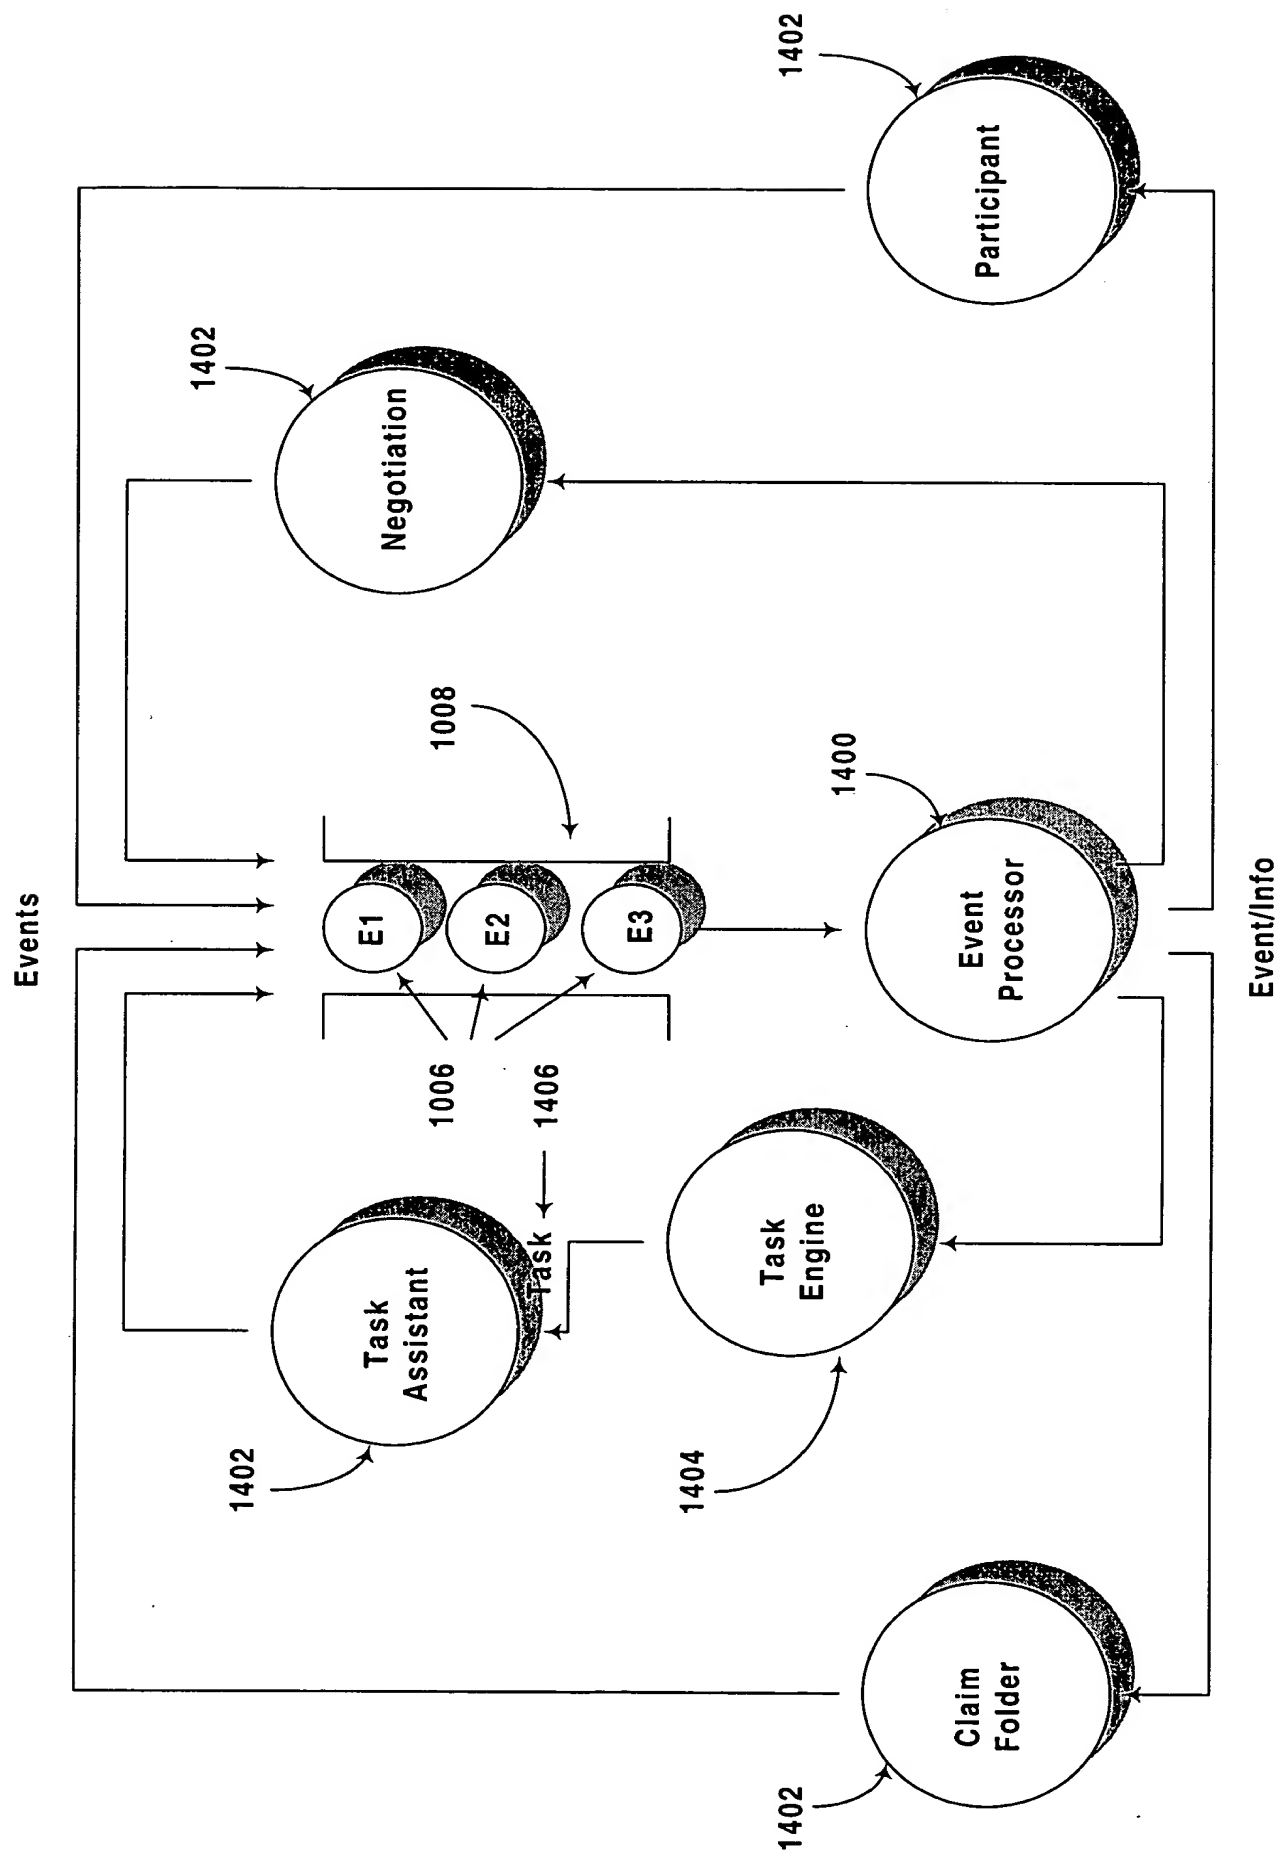 Events
1402
1402
Task
Assistant
E1
Negotiation
1006
1008
E2
Task
1406
E3
1404
Task
Engine
1402
1400
1402
Claim
Folder
Event
Processor
Participant
Event/Info